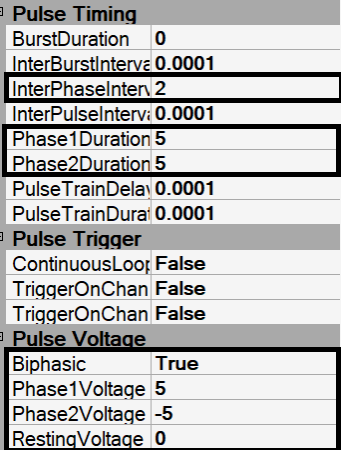 Pulse Timing
BurstDuration 0
InterBurstInterva 0.0001
InterPhaseInterv 2
InterPulseInterva 0.0001
Phase1Duration 5
Phase2Duration 5
PulseTrainDelay 0.0001
PulseTrainDurat 0.0001
Pulse Trigger
ContinuousLoop False
TriggerOnChan False
TriggerOnChan False
Pulse Voltage
Biphasic True
Phase1Voltage 5
Phase2Voltage -5
RestingVoltage 0